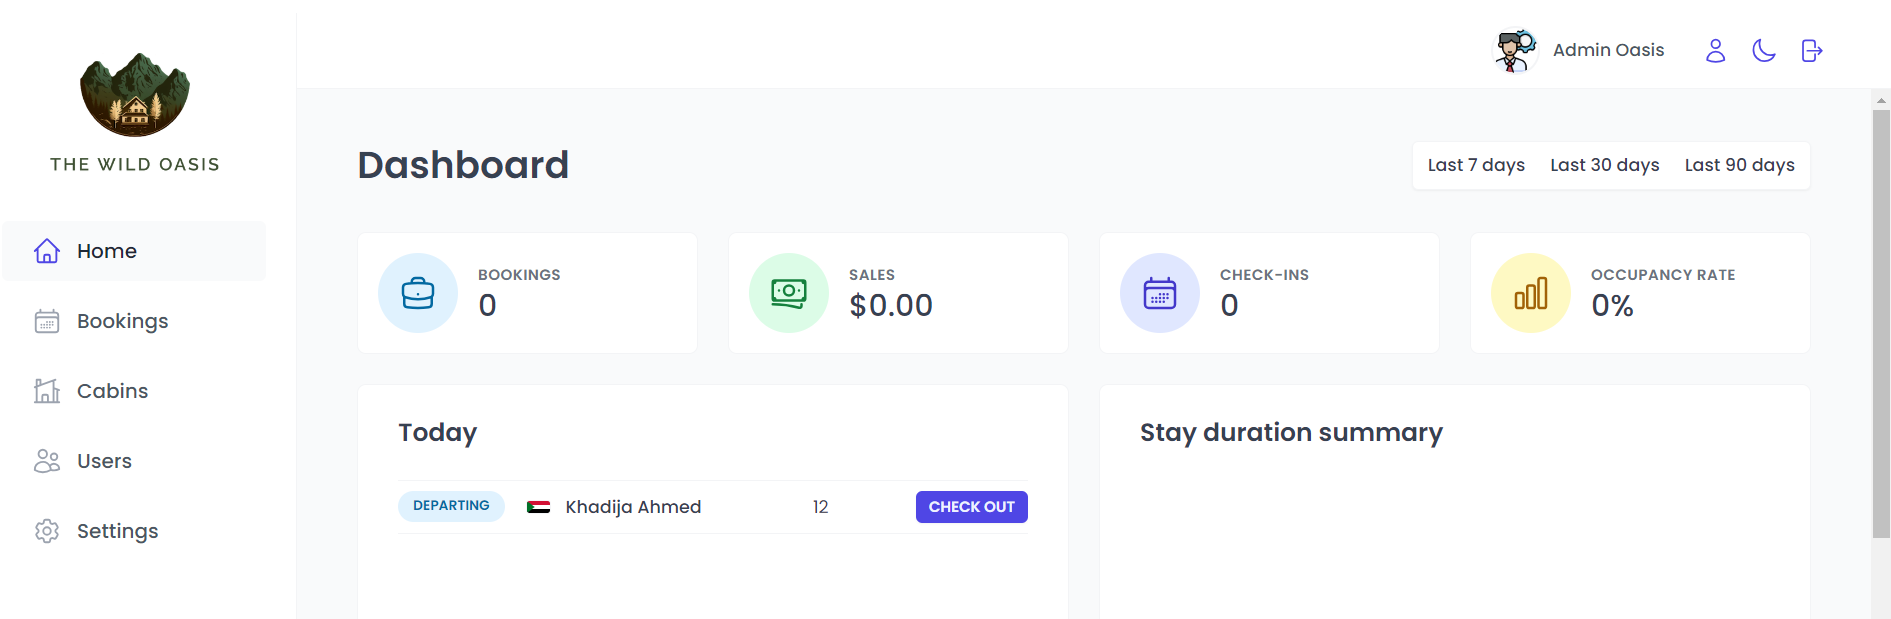 THE WILD OASIS
Home
Bookings
Cabins
Users
Settings
Admin Oasis
Dashboard
Last 7 days Last 30 days Last 90 days
BOOKINGS
0
SALES
$0.00
CHECK-INS
0
OCCUPANCY RATE
0%
Today
DEPARTING Khadija Ahmed 12 CHECK OUT
Stay duration summary